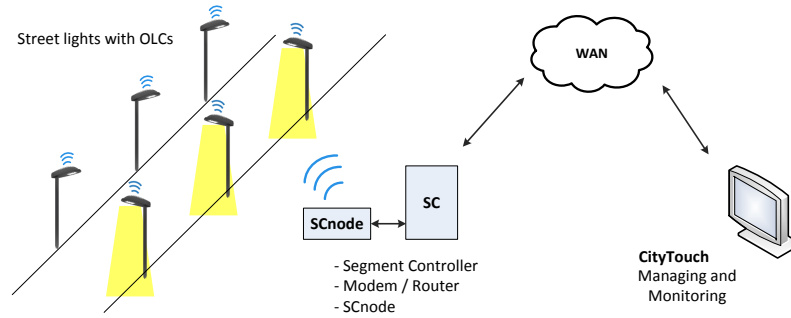 Street lights with OLCs
WAN
SCnode
SC
- Segment Controller
- Modem / Router
- SCnode
CityTouch
Managing and
Monitoring